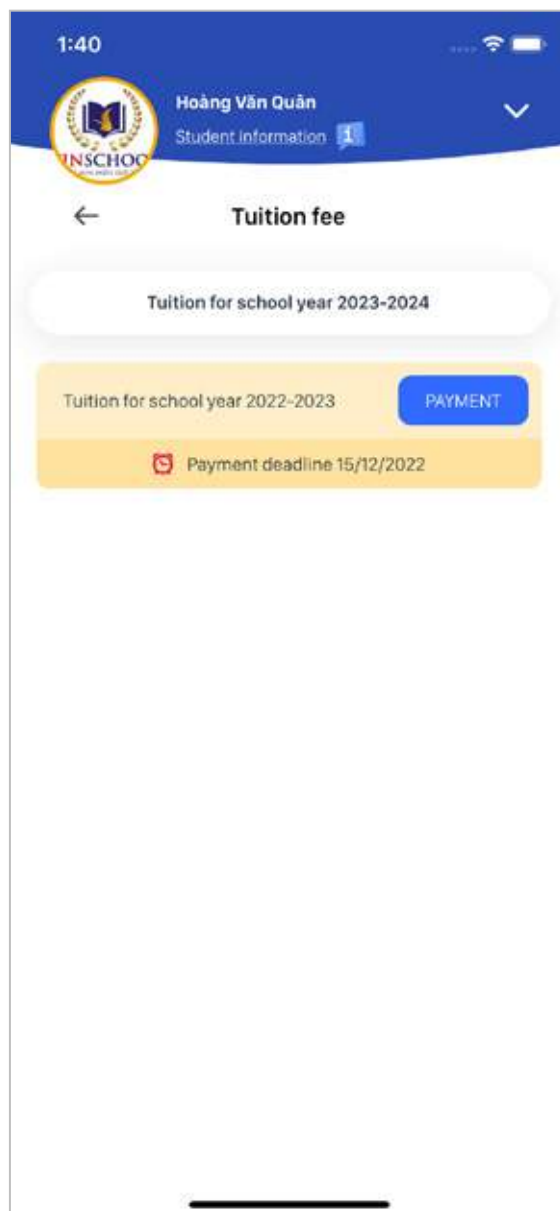 1:40
Hoàng Văn Quân
Student information
1
INSCHOO
Tuition fee
Tuition for school year 2023-2024
Tuition for school year 2022-2023
PAYMENT
Payment deadline 15/12/2022